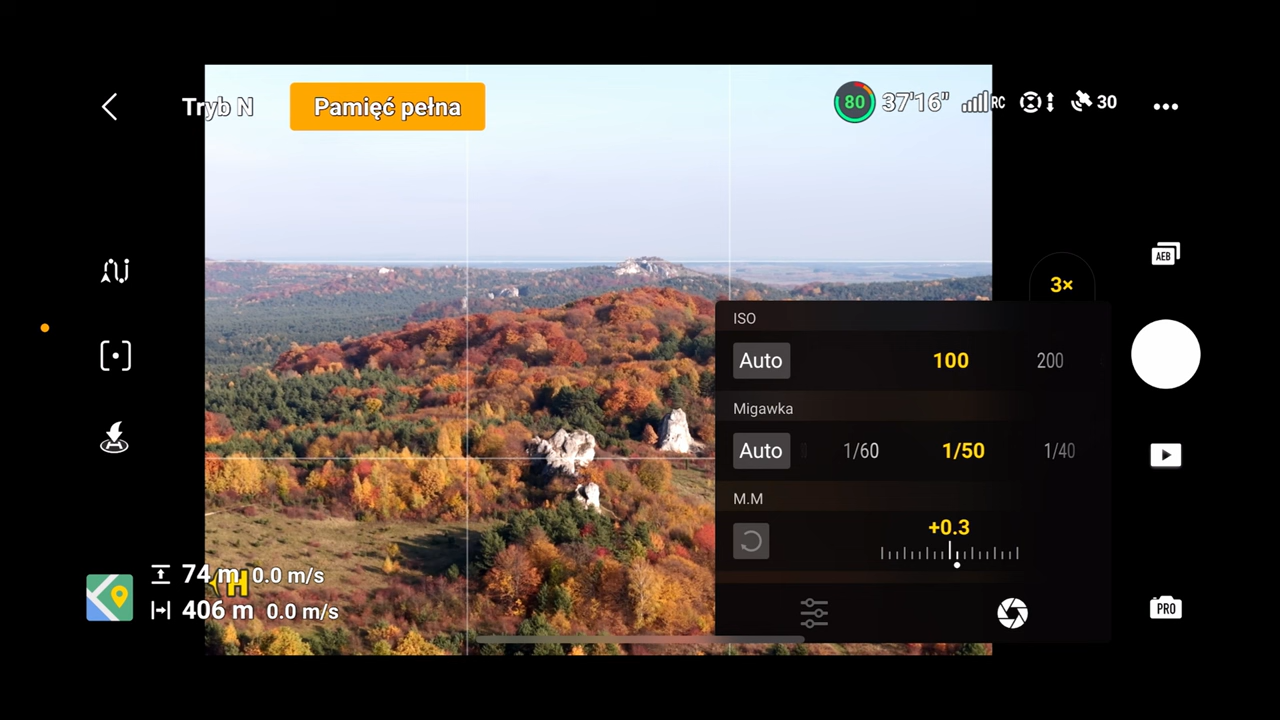 Tryb N
Pamięć pełna
80
37'16"
RC
30
AEB
3×
ISO
Auto
100
200
Migawka
Auto
1/60
1/50
1/40
M.M
+0.3
H
74 m
0.0 m/s
406 m
0.0 m/s
PRO